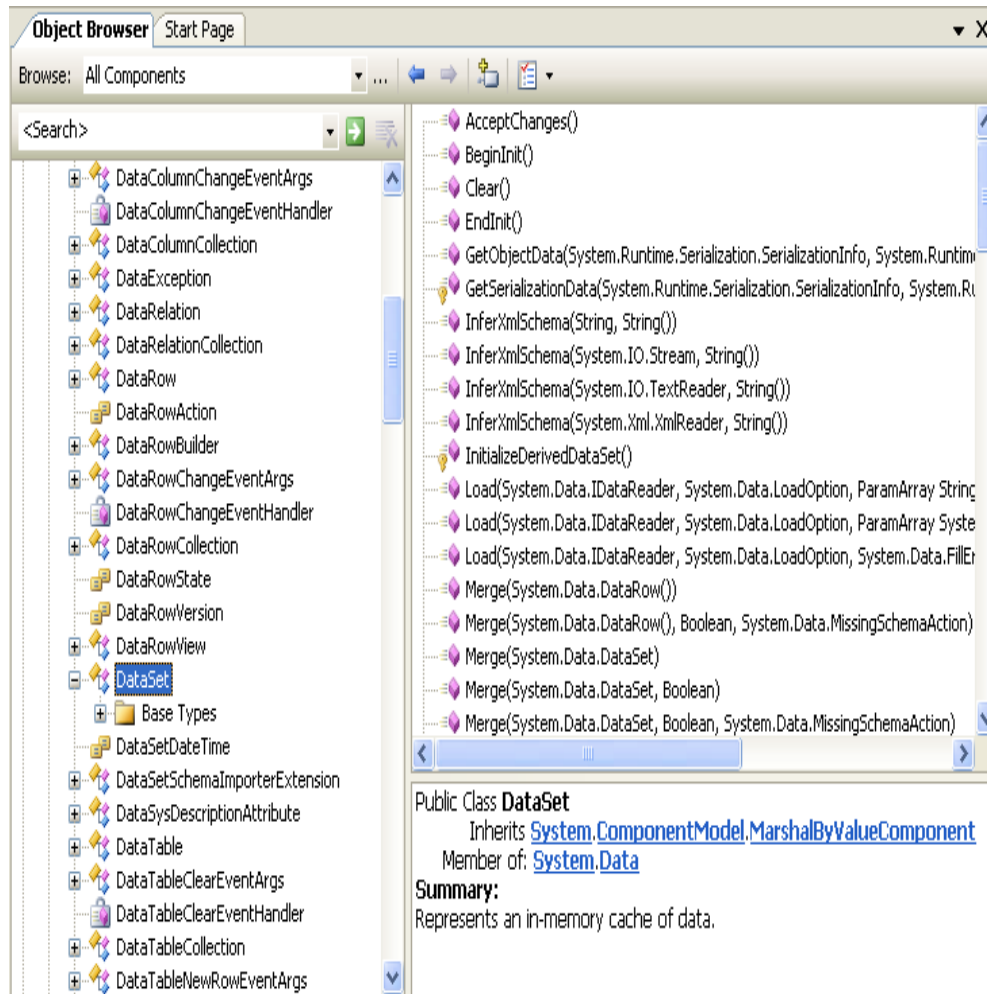 Object Browser Start Page
Browse: All Components ...
<Search>
DataColumnChangeEventArgs
DataColumnChangeEventHandler
DataColumnCollection
DataException
DataRelation
DataRelationCollection
DataRow
DataRowAction
DataRowBuilder
DataRowChangeEventArgs
DataRowChangeEventHandler
DataRowCollection
DataRowState
DataRowVersion
DataRowView
DataSet
Base Types
DataSetDateTime
DataSetSchemaImporterExtension
DataSysDescriptionAttribute
DataTable
DataTableClearEventArgs
DataTableClearEventHandler
DataTableCollection
DataTableNewRowEventArgs
AcceptChanges()
BeginInit()
Clear()
EndInit()
GetObjectData(System.Runtime.Serialization.SerializationInfo, System.Runtim
GetSerializationData(System.Runtime.Serialization.SerializationInfo, System.Ru
InferXmlSchema(String, String())
InferXmlSchema(System.IO.Stream, String())
InferXmlSchema(System.IO.TextReader, String())
InferXmlSchema(System.Xml.XmlReader, String())
InitializeDerivedDataSet()
Load(System.Data.IDataReader, System.Data.LoadOption, ParamArray String
Load(System.Data.IDataReader, System.Data.LoadOption, ParamArray Syste
Load(System.Data.IDataReader, System.Data.LoadOption, System.Data.FillEr
Merge(System.Data.DataRow())
Merge(System.Data.DataRow(), Boolean, System.Data.MissingSchemaAction)
Merge(System.Data.DataSet)
Merge(System.Data.DataSet, Boolean)
Merge(System.Data.DataSet, Boolean, System.Data.MissingSchemaAction)
Public Class DataSet
Inherits System.ComponentModel.MarshalByValueComponent
Member of: System.Data
Summary:
Represents an in-memory cache of data.